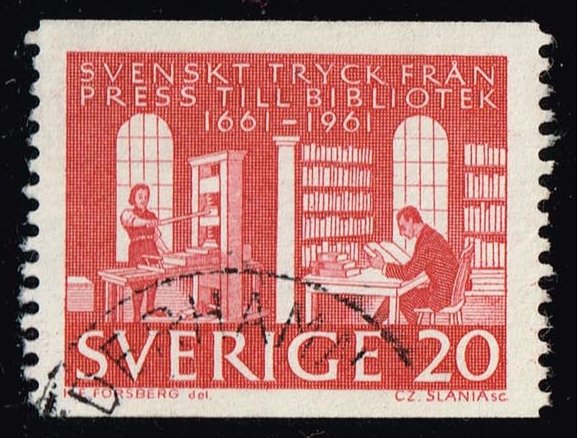 SVENSKT TRYCK FRÅN
PRESS TILL BIBLIOTEK
1661–1961
SVERIGE 20
FORSBERG del.
CZ. SLANIA sc.